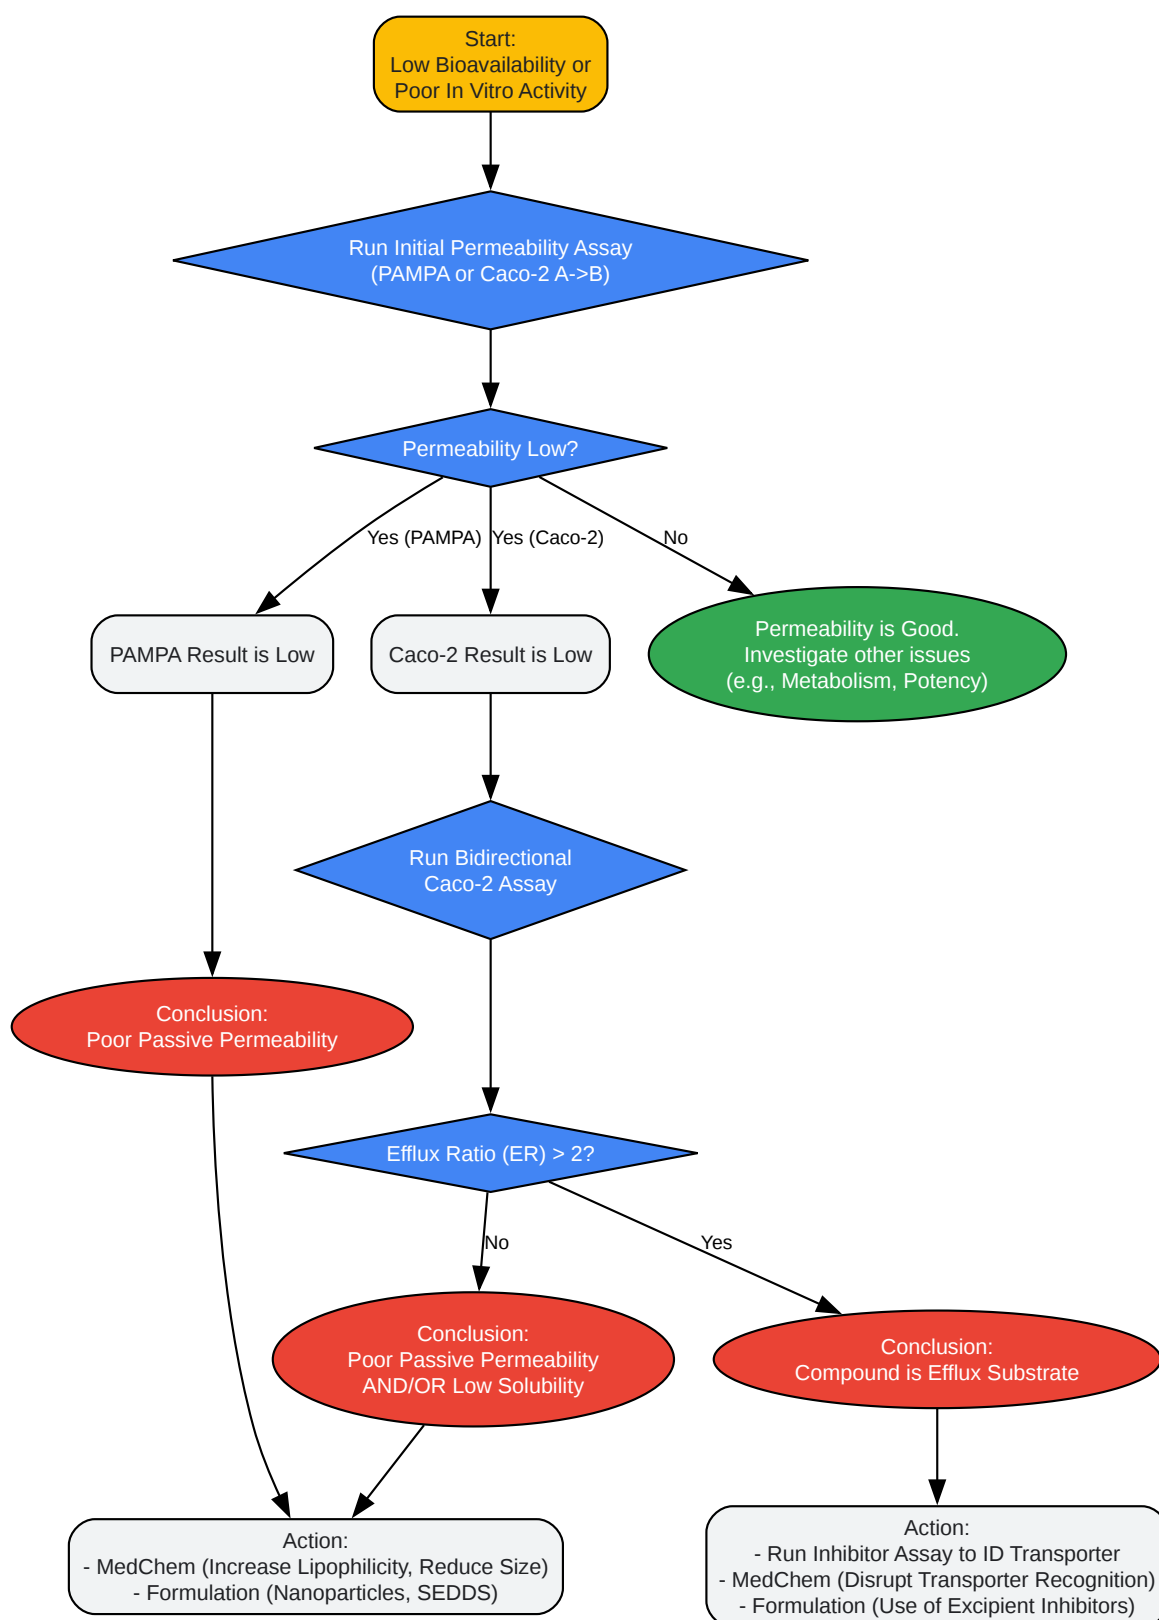 Start:
Low Bioavailability or
Poor In Vitro Activity
Run Initial Permeability Assay
(PAMPA or Caco-2 A->B)
Permeability Low?
Yes (PAMPA)
Yes (Caco-2)
No
PAMPA Result is Low
Caco-2 Result is Low
Permeability is Good.
Investigate other issues
(e.g., Metabolism, Potency)
Run Bidirectional
Caco-2 Assay
Conclusion:
Poor Passive Permeability
Efflux Ratio (ER) > 2?
No
Yes
Conclusion:
Poor Passive Permeability
AND/OR Low Solubility
Conclusion:
Compound is Efflux Substrate
Action:
- MedChem (Increase Lipophilicity, Reduce Size)
- Formulation (Nanoparticles, SEDDS)
Action:
- Run Inhibitor Assay to ID Transporter
- MedChem (Disrupt Transporter Recognition)
- Formulation (Use of Excipient Inhibitors)